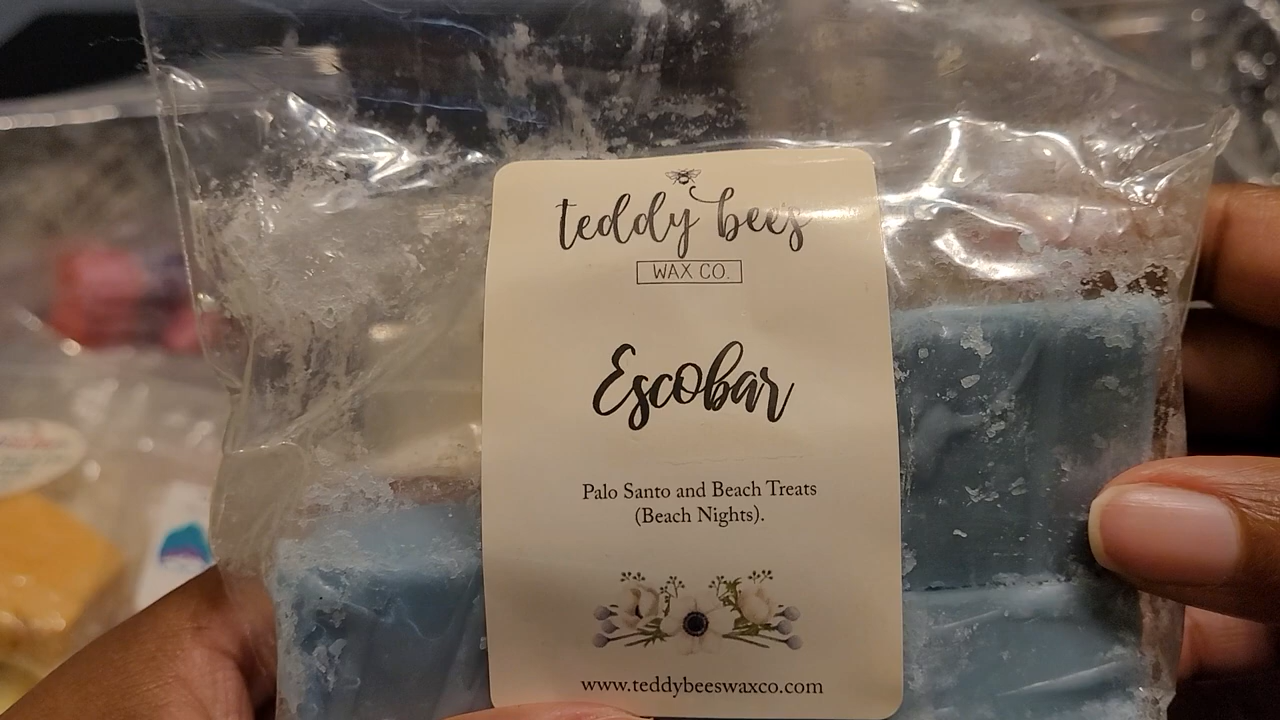 teddy bees
WAX CO.
Escobar
Palo Santo and Beach Treats
(Beach Nights).
www.teddybeeswaxco.com